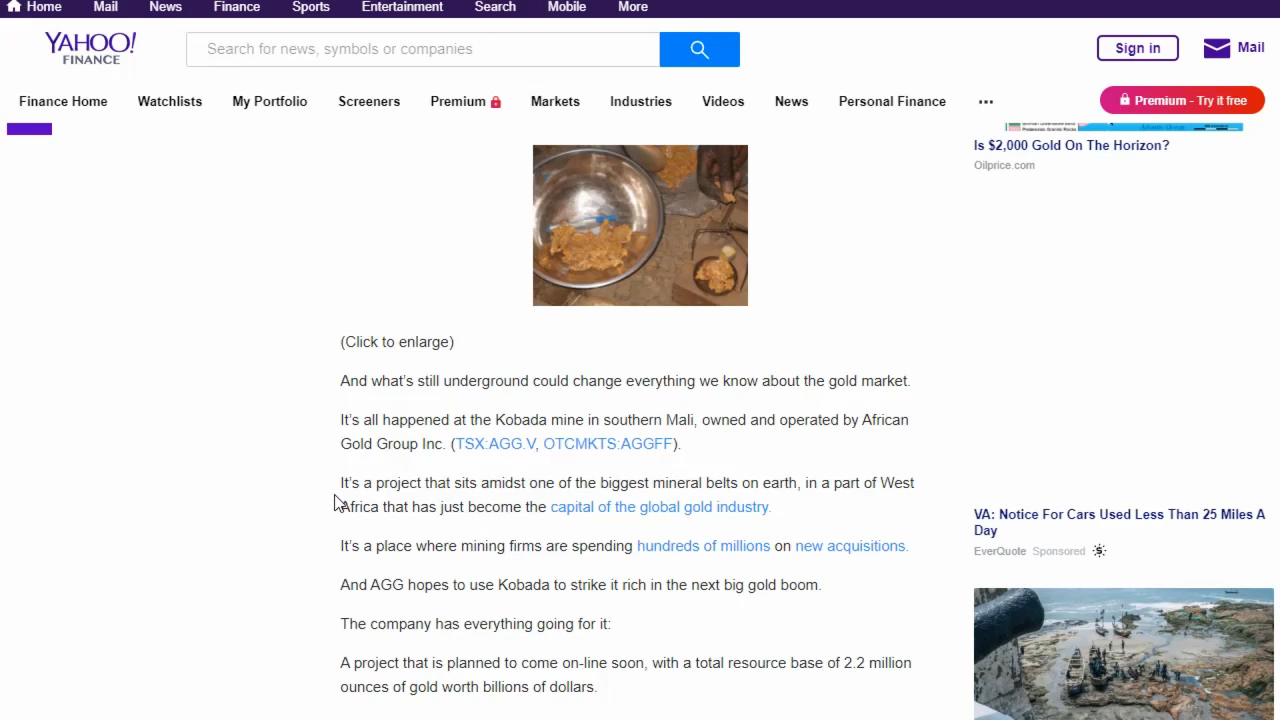 Home Mail News Finance Sports Entertainment Search Mobile More
YAHOO!
FINANCE
Search for news, symbols or companies
Sign in
Mail
Finance Home Watchlists My Portfolio Screeners Premium Markets Industries Videos News Personal Finance ...
Premium - Try it free
Is $2,000 Gold On The Horizon?
Oilprice.com
(Click to enlarge)
And what's still underground could change everything we know about the gold market.
It's all happened at the Kobada mine in southern Mali, owned and operated by African
Gold Group Inc. (TSX:AGG.V, OTCMKTS:AGGFF).
It's a project that sits amidst one of the biggest mineral belts on earth, in a part of West
Africa that has just become the capital of the global gold industry.
It's a place where mining firms are spending hundreds of millions on new acquisitions.
And AGG hopes to use Kobada to strike it rich in the next big gold boom.
The company has everything going for it:
A project that is planned to come on-line soon, with a total resource base of 2.2 million
ounces of gold worth billions of dollars.
VA: Notice For Cars Used Less Than 25 Miles A
Day
EverQuote Sponsored